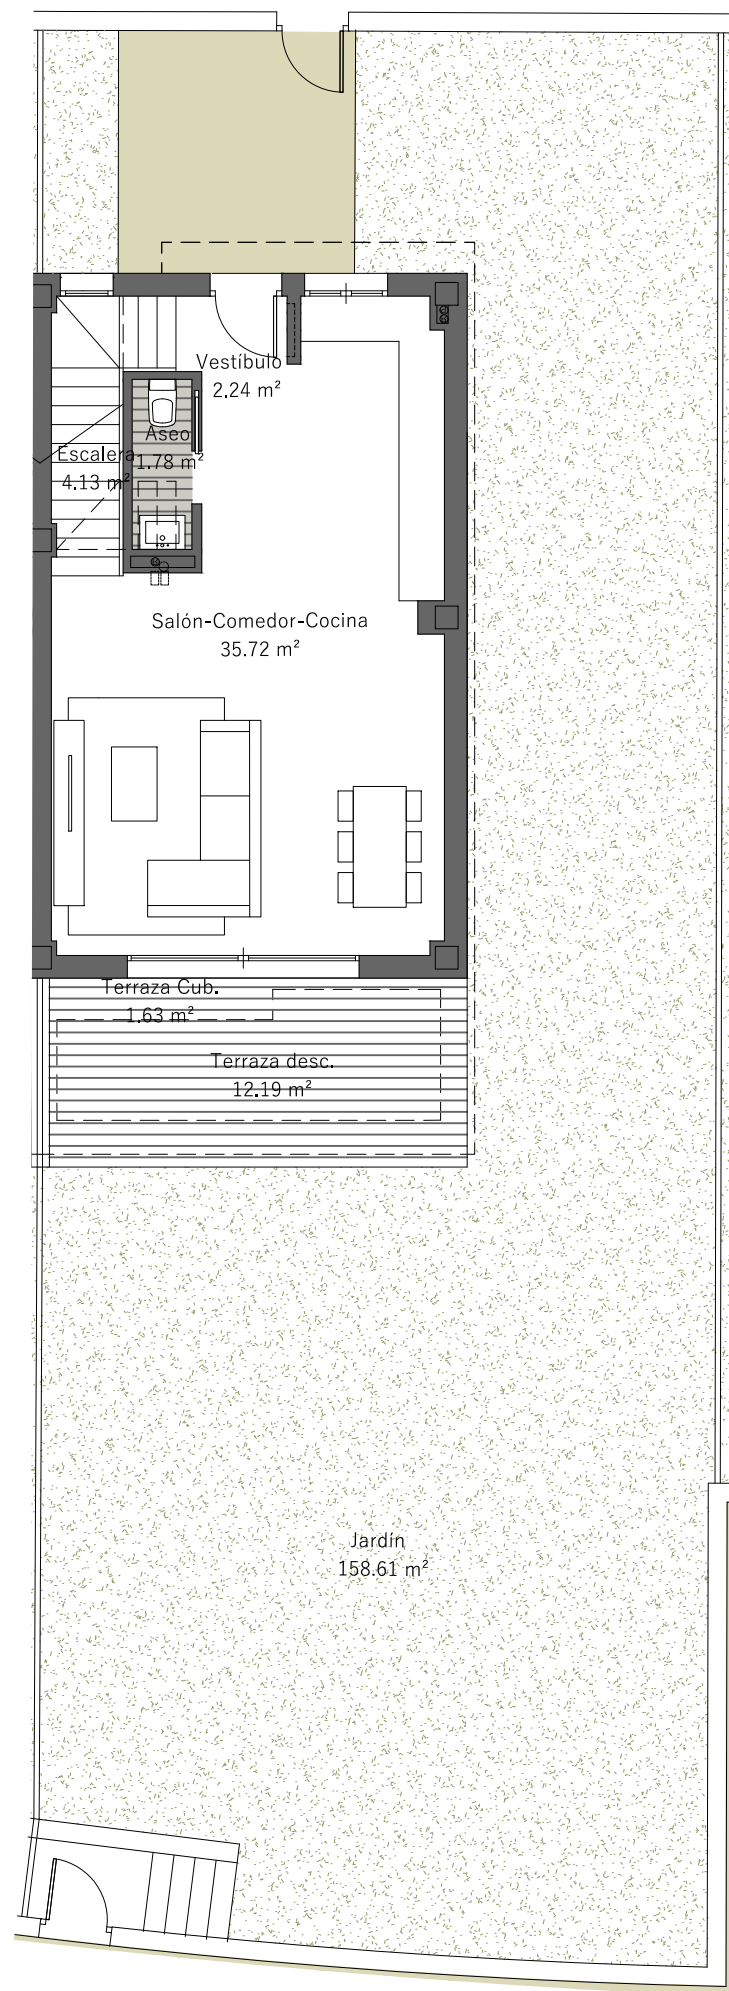 Vestíbulo
2.24 m²
Aseo
1.78 m²
Escalera
4.13 m²
Salón-Comedor-Cocina
35.72 m²
Terraza Cub.
1.63 m²
Terraza desc.
12.19 m²
Jardín
158.61 m²